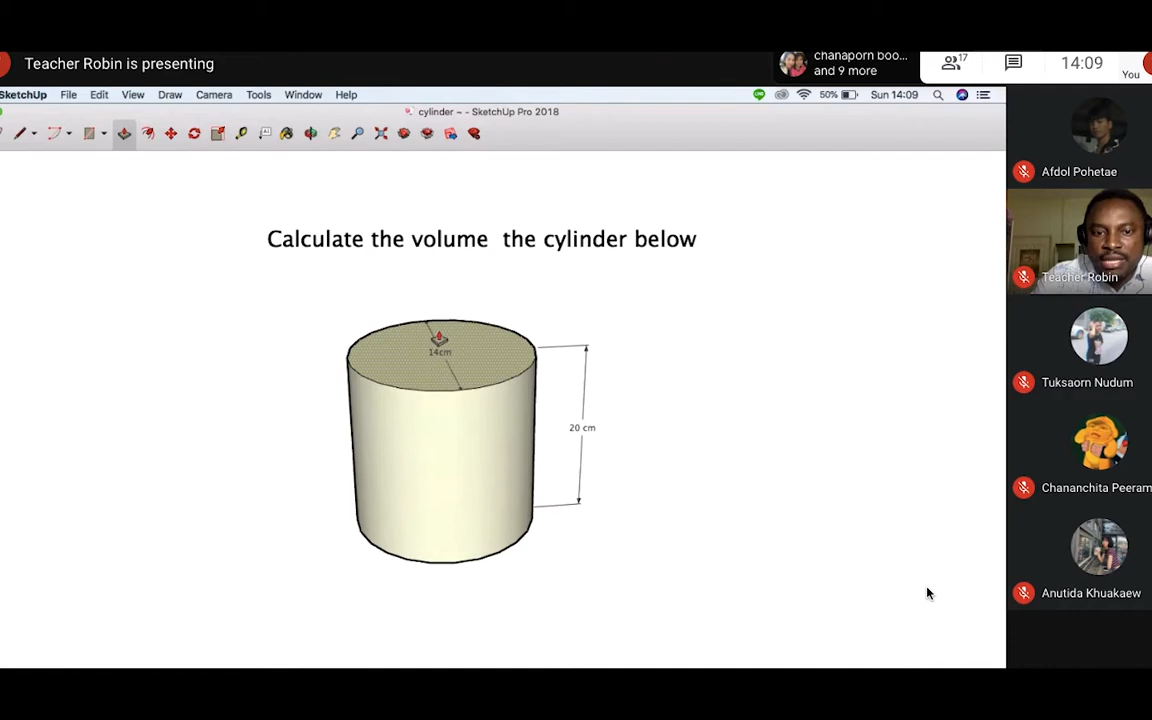 Teacher Robin is presenting
chanaporn boo...
and 9 more
17
14:09
You
SketchUp File Edit View Draw Camera Tools Window Help
50% Sun 14:09
cylinder ~ - SketchUp Pro 2018
Calculate the volume the cylinder below
14cm
20 cm
Afdol Pohetae
Teacher Robin
Tuksaorn Nudum
Chananchita Peeram
Anutida Khuakaew